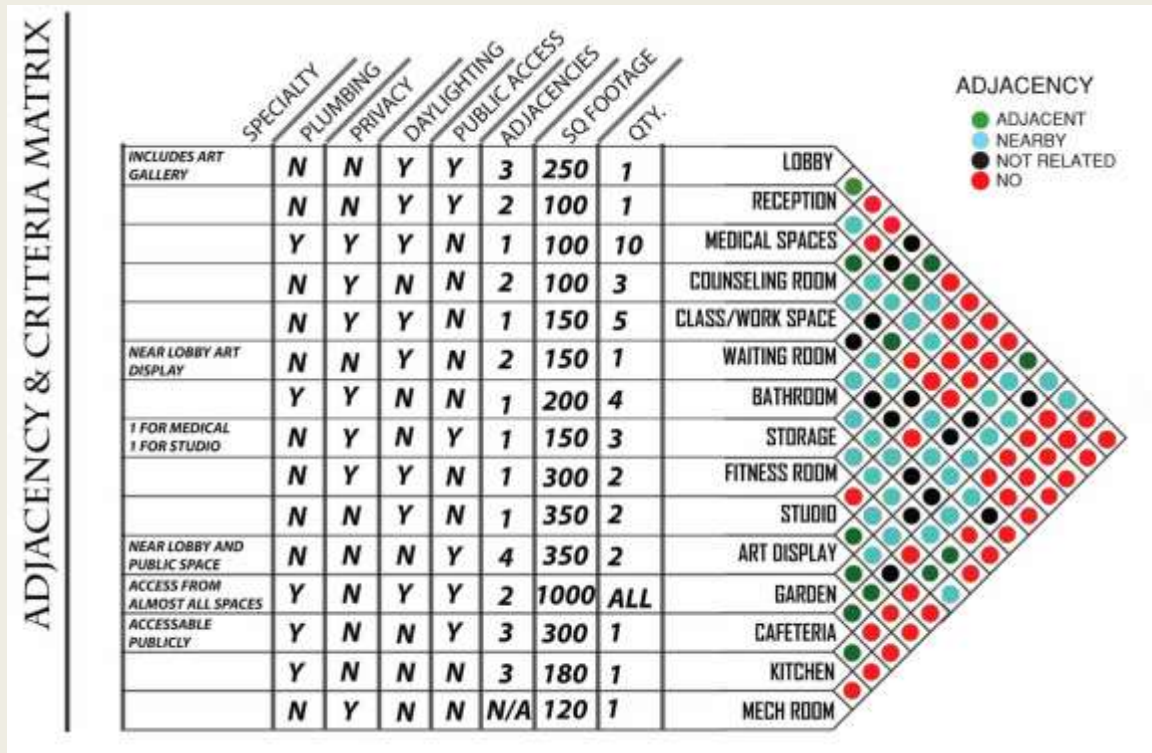 ADJACENCY & CRITERIA MATRIX
SPECIALTY
PLUMBING
PRIVACY
DAYLIGHTING
PUBLIC ACCESS
ADJACENCIES
SQ FOOTAGE
QTY.
ADJACENCY
ADJACENT
NEARBY
NOT RELATED
NO
INCLUDES ART
GALLERY
N N Y Y 3 250 1 LOBBY
N N Y Y 2 100 1 RECEPTION
Y Y Y N 1 100 10 MEDICAL SPACES
N Y N N 2 100 3 COUNSELING ROOM
N Y Y N 1 150 5 CLASS/WORK SPACE
NEAR LOBBY ART
DISPLAY
N N Y N 2 150 1 WAITING ROOM
Y Y N N 1 200 4 BATHROOM
1 FOR MEDICAL
1 FOR STUDIO
N Y N Y 1 150 3 STORAGE
N Y Y N 1 300 2 FITNESS ROOM
N N Y N 1 350 2 STUDIO
NEAR LOBBY AND
PUBLIC SPACE
N N N Y 4 350 2 ART DISPLAY
ACCESS FROM
ALMOST ALL SPACES
Y N Y Y 2 1000 ALL GARDEN
ACCESSABLE
PUBLICLY
Y N N Y 3 300 1 CAFETERIA
Y N N N 3 180 1 KITCHEN
N Y N N N/A 120 1 MECH ROOM